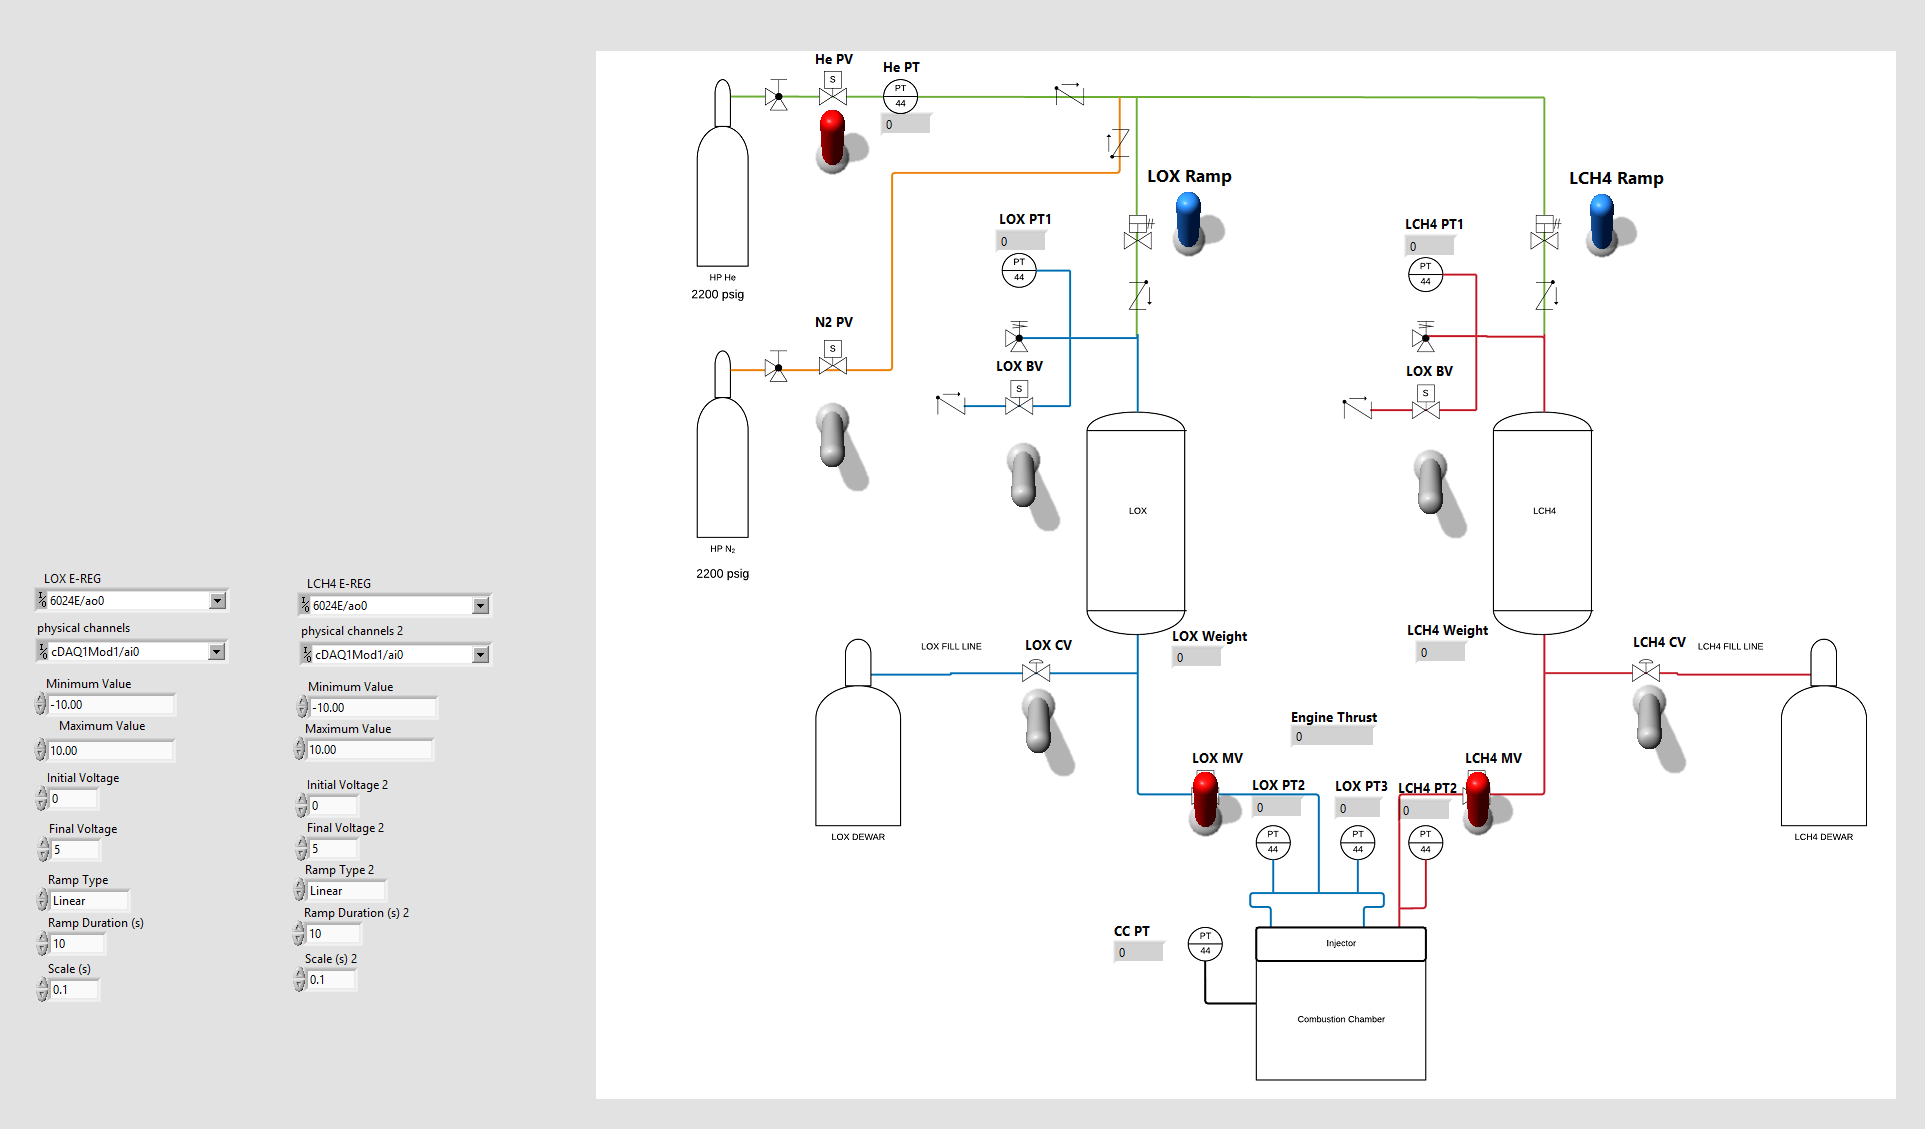 He PV
He PT
S
PT
44
0
HP He
2200 psig
LOX Ramp
LCH4 Ramp
LOX PT1
0
PT
44
LCH4 PT1
0
PT
44
N2 PV
S
LOX BV
S
LOX BV
S
HP N₂
2200 psig
LOX
LCH4
LOX E-REG
6024E/ao0
physical channels
cDAQ1Mod1/ai0
Minimum Value
-10.00
Maximum Value
10.00
Initial Voltage
0
Final Voltage
5
Ramp Type
Linear
Ramp Duration (s)
10
Scale (s)
0.1
LCH4 E-REG
6024E/ao0
physical channels 2
cDAQ1Mod1/ai0
Minimum Value
-10.00
Maximum Value
10.00
Initial Voltage 2
0
Final Voltage 2
5
Ramp Type 2
Linear
Ramp Duration (s) 2
10
Scale (s) 2
0.1
LOX FILL LINE
LOX CV
LOX Weight
0
LCH4 Weight
0
LCH4 CV
LCH4 FILL LINE
LOX DEWAR
LCH4 DEWAR
Engine Thrust
0
LOX MV
LCH4 MV
LOX PT2
0
PT
44
LOX PT3
0
PT
44
LCH4 PT2
0
PT
44
CC PT
0
PT
44
Injector
Combustion Chamber